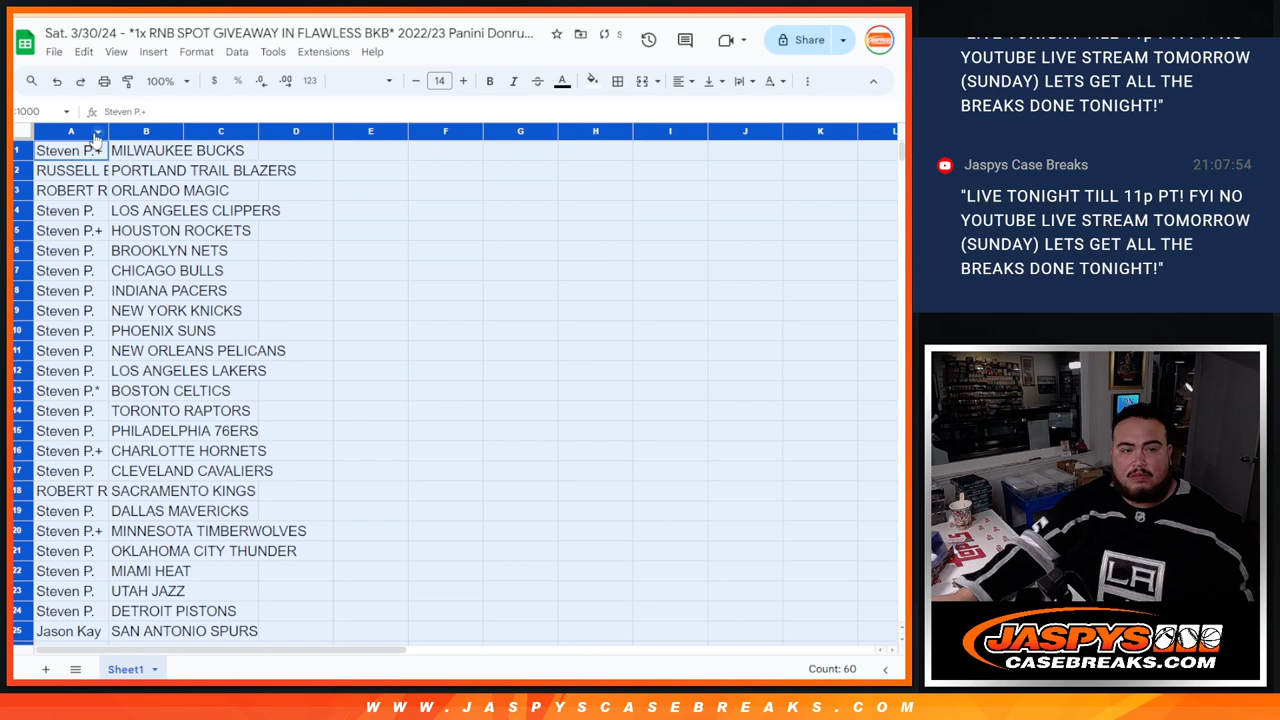 Sat. 3/30/24 - *1x RNB SPOT GIVEAWAY IN FLAWLESS BKB* 2022/23 Panini Donru...
File Edit View Insert Format Data Tools Extensions Help
Share
100% $ % .0 .00 123 14 B I A
:1000 fx Steven P.+
A B C D E F G H I J K L
1 Steven P.+ MILWAUKEE BUCKS
2 RUSSELL E PORTLAND TRAIL BLAZERS
3 ROBERT R ORLANDO MAGIC
4 Steven P. LOS ANGELES CLIPPERS
5 Steven P.+ HOUSTON ROCKETS
6 Steven P. BROOKLYN NETS
7 Steven P. CHICAGO BULLS
8 Steven P. INDIANA PACERS
9 Steven P. NEW YORK KNICKS
10 Steven P. PHOENIX SUNS
11 Steven P. NEW ORLEANS PELICANS
12 Steven P. LOS ANGELES LAKERS
13 Steven P.* BOSTON CELTICS
14 Steven P. TORONTO RAPTORS
15 Steven P. PHILADELPHIA 76ERS
16 Steven P.+ CHARLOTTE HORNETS
17 Steven P. CLEVELAND CAVALIERS
18 ROBERT R SACRAMENTO KINGS
19 Steven P. DALLAS MAVERICKS
20 Steven P.+ MINNESOTA TIMBERWOLVES
21 Steven P. OKLAHOMA CITY THUNDER
22 Steven P. MIAMI HEAT
23 Steven P. UTAH JAZZ
24 Steven P. DETROIT PISTONS
25 Jason Kay SAN ANTONIO SPURS
Sheet1
Count: 60
YOUTUBE LIVE STREAM TOMORROW
(SUNDAY) LETS GET ALL THE
BREAKS DONE TONIGHT!"
Jaspys Case Breaks 21:07:54
"LIVE TONIGHT TILL 11p PT! FYI NO
YOUTUBE LIVE STREAM TOMORROW
(SUNDAY) LETS GET ALL THE
BREAKS DONE TONIGHT!"
LA
JASPYS
CASEBREAKS.COM
WWW.JASPYSCASEBREAKS.COM